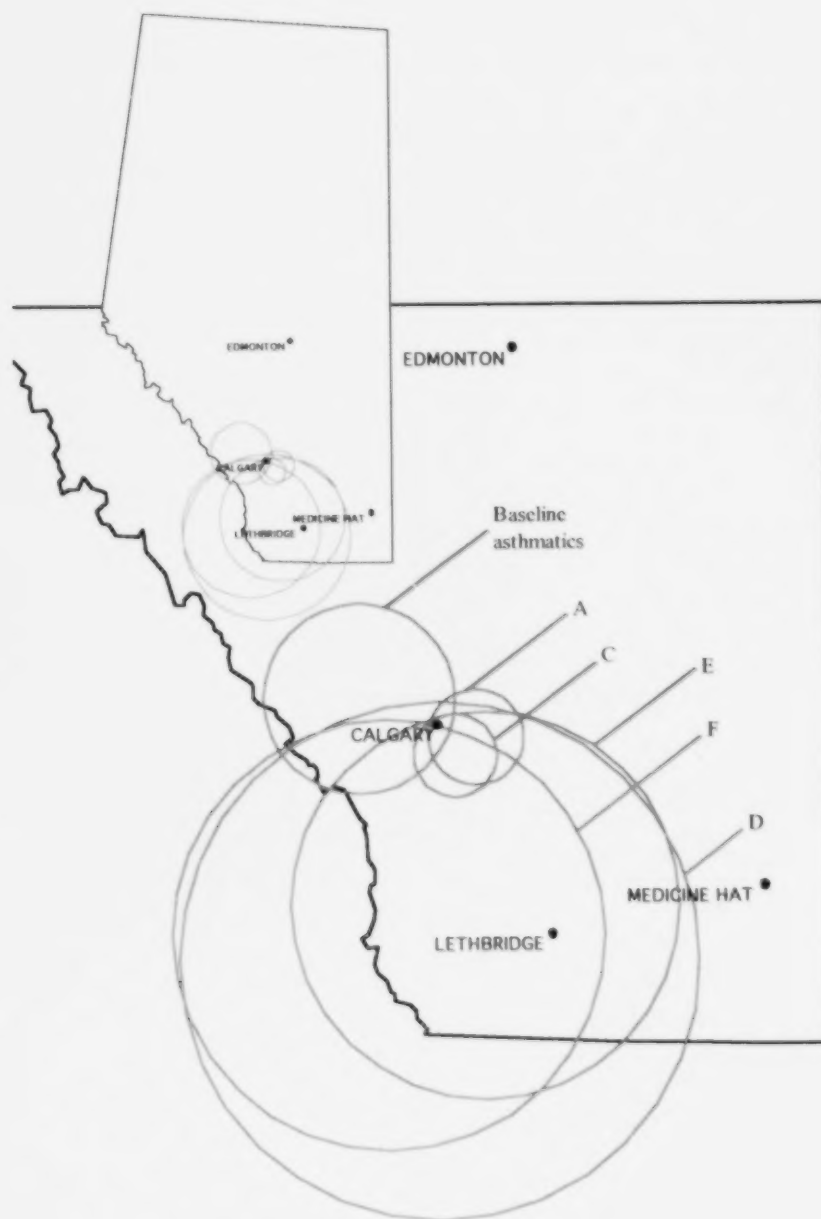 EDMONTON
EDMONTON
CALGARY
MEDICINE HAT
LETHBRIDGE
Baseline
asthmatics
A
C
E
F
CALGARY
D
MEDICINE HAT
LETHBRIDGE